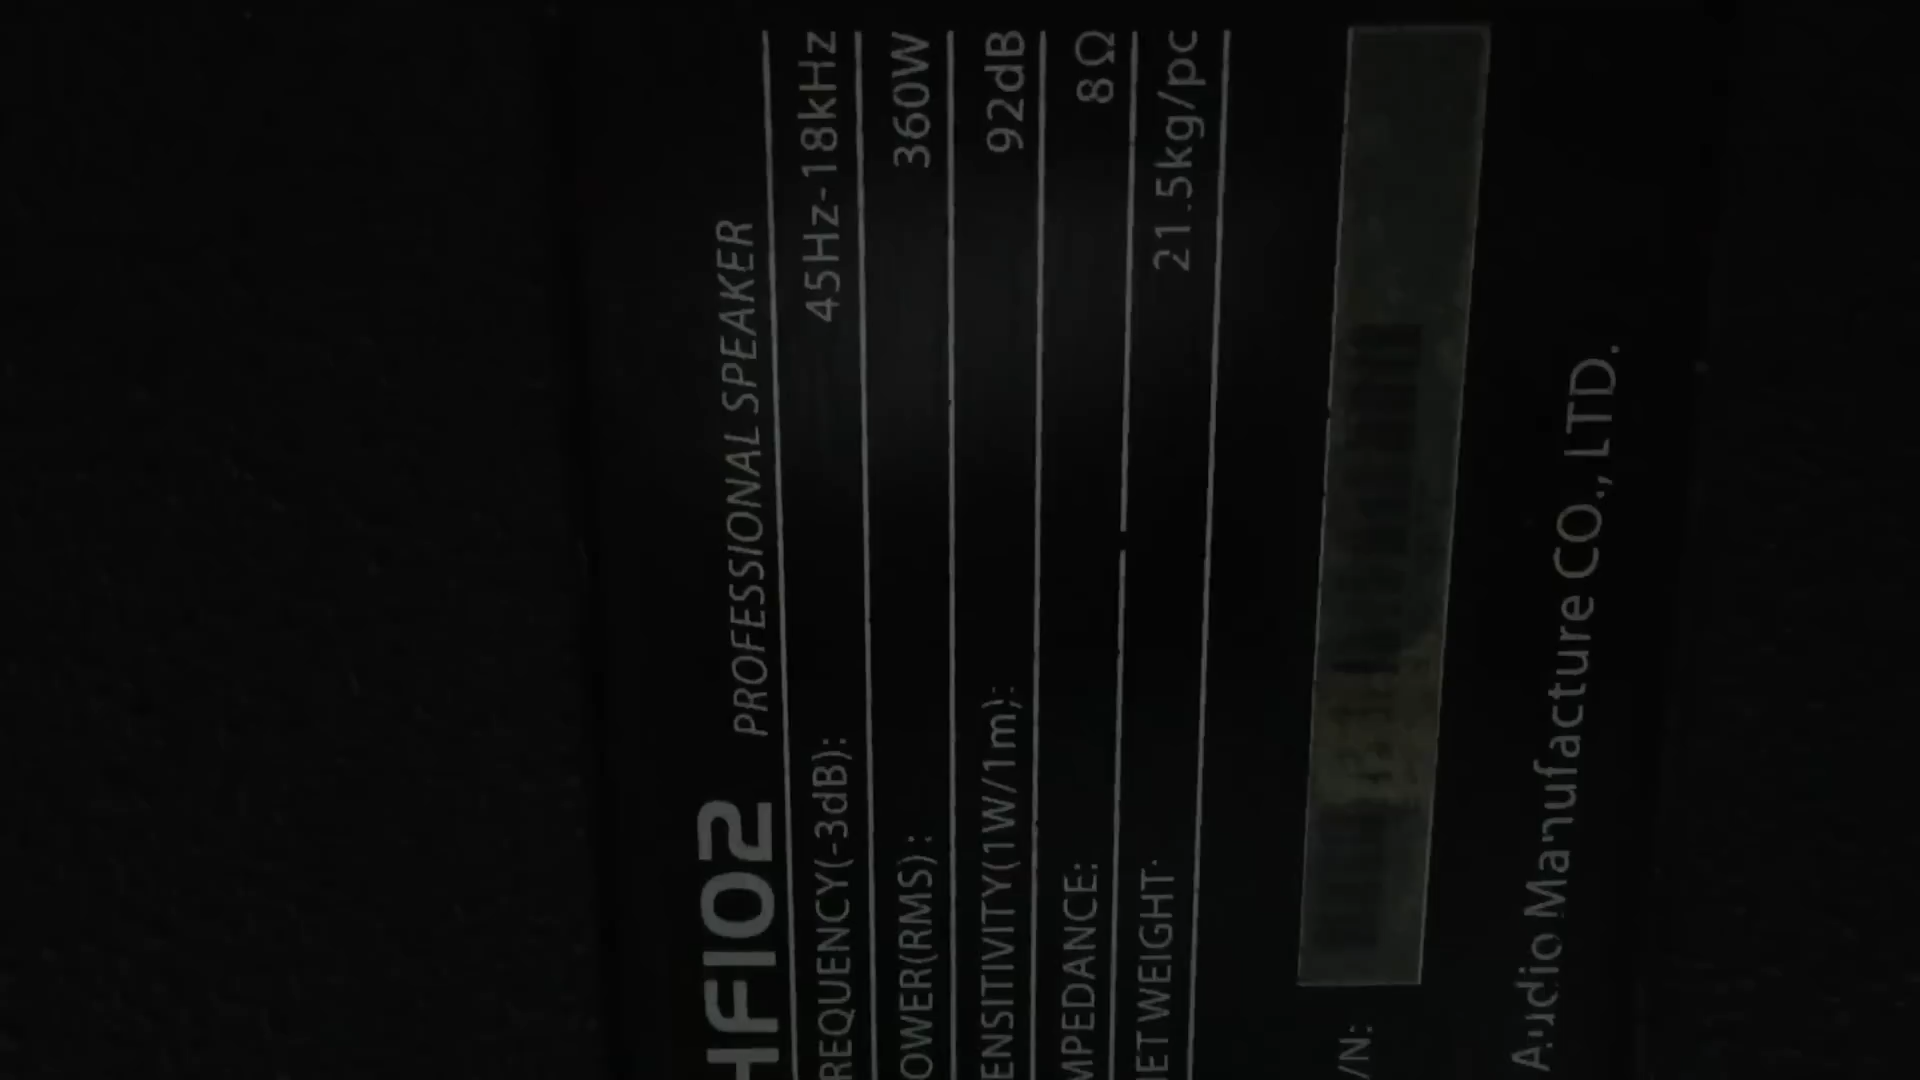 HF102 PROFESSIONAL SPEAKER
REQUENCY(-3dB): 45Hz-18kHz
OWER(RMS): 360W
ENSITIVITY(1W/1m): 92dB
MPEDANCE: 8Ω
ET WEIGHT: 21.5kg/pc
/N:
Audio Manufacture CO., LTD.